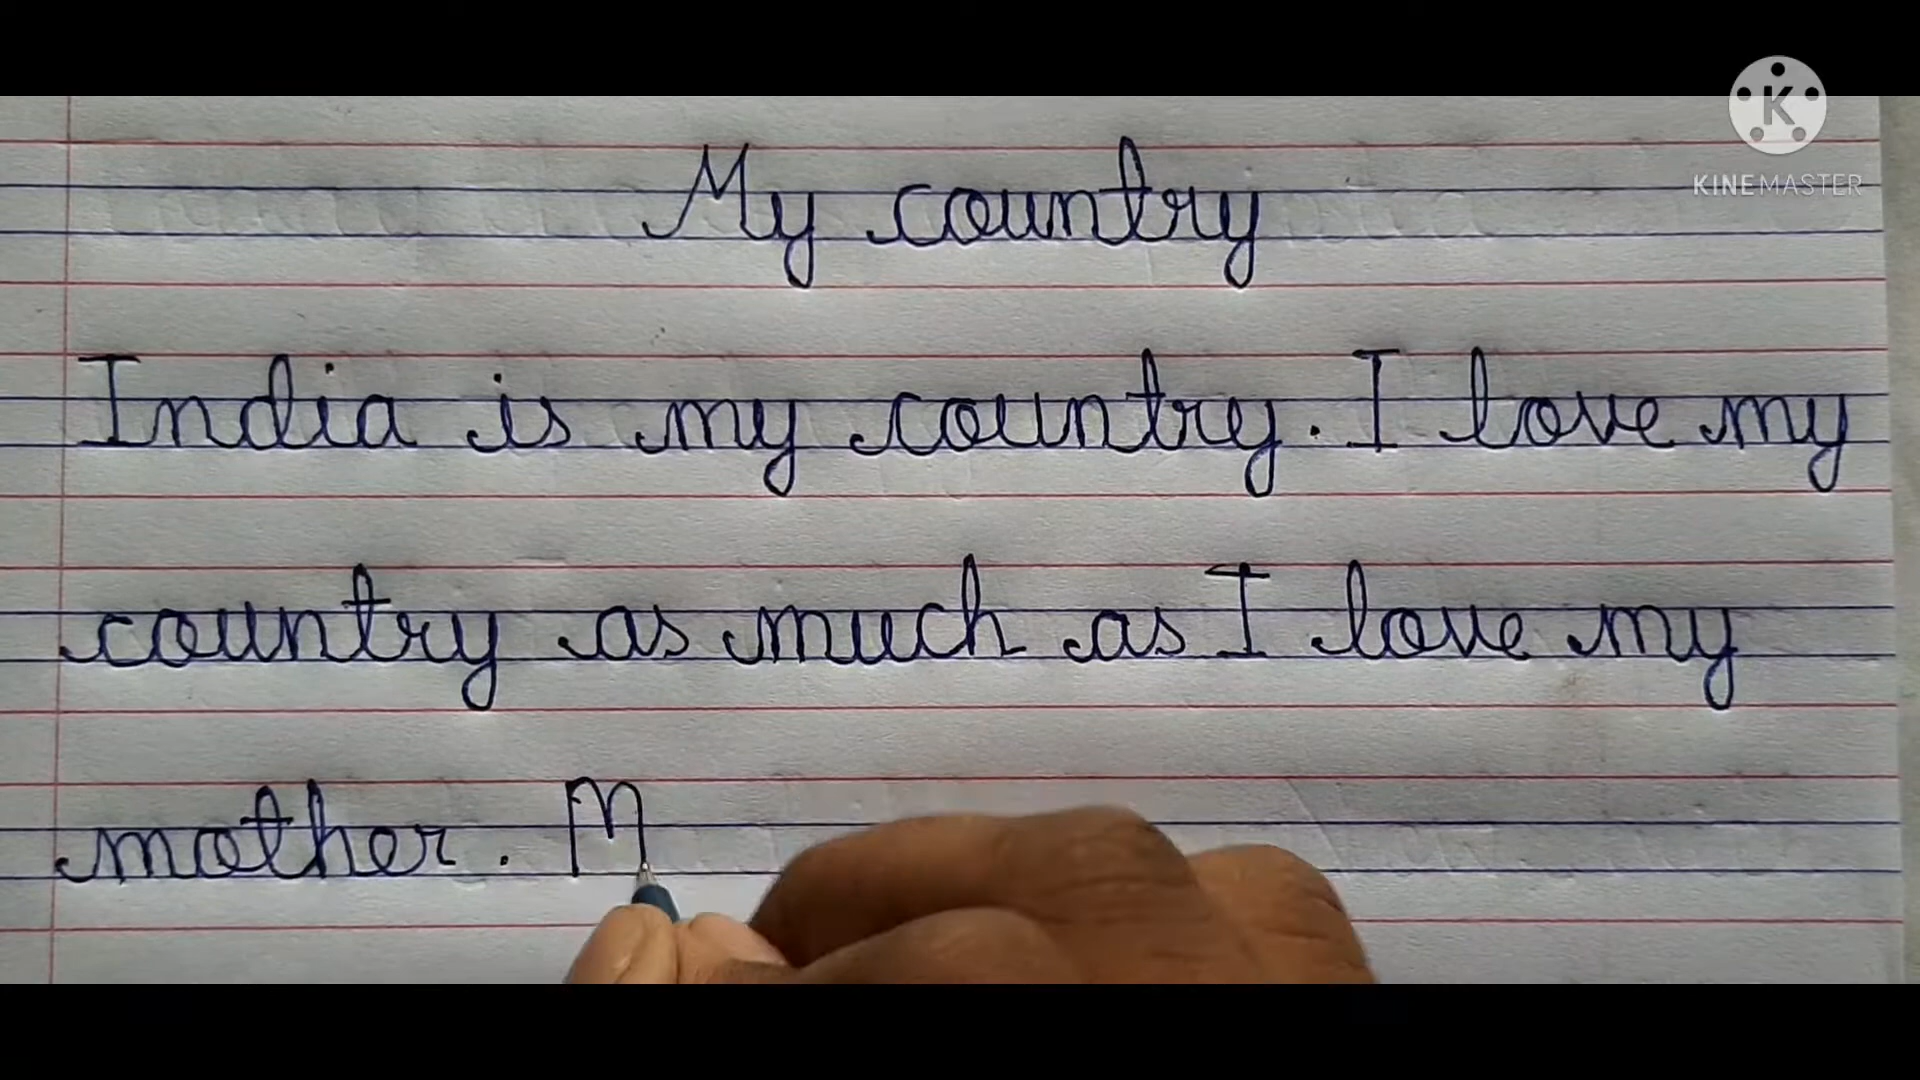 K
KINEMASTER
My country
India is my country. I love my
country as much as I love my
mother. M